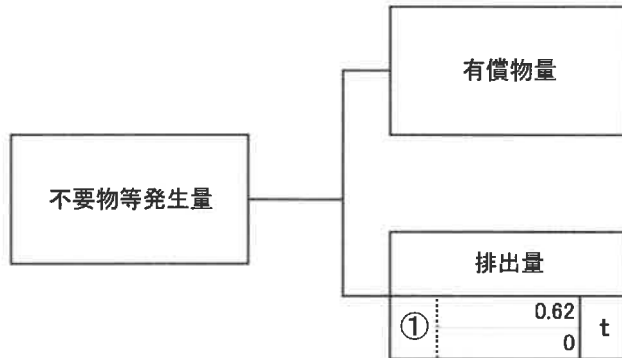 有償物量
不要物等発生量
排出量
① 0.62 t
0